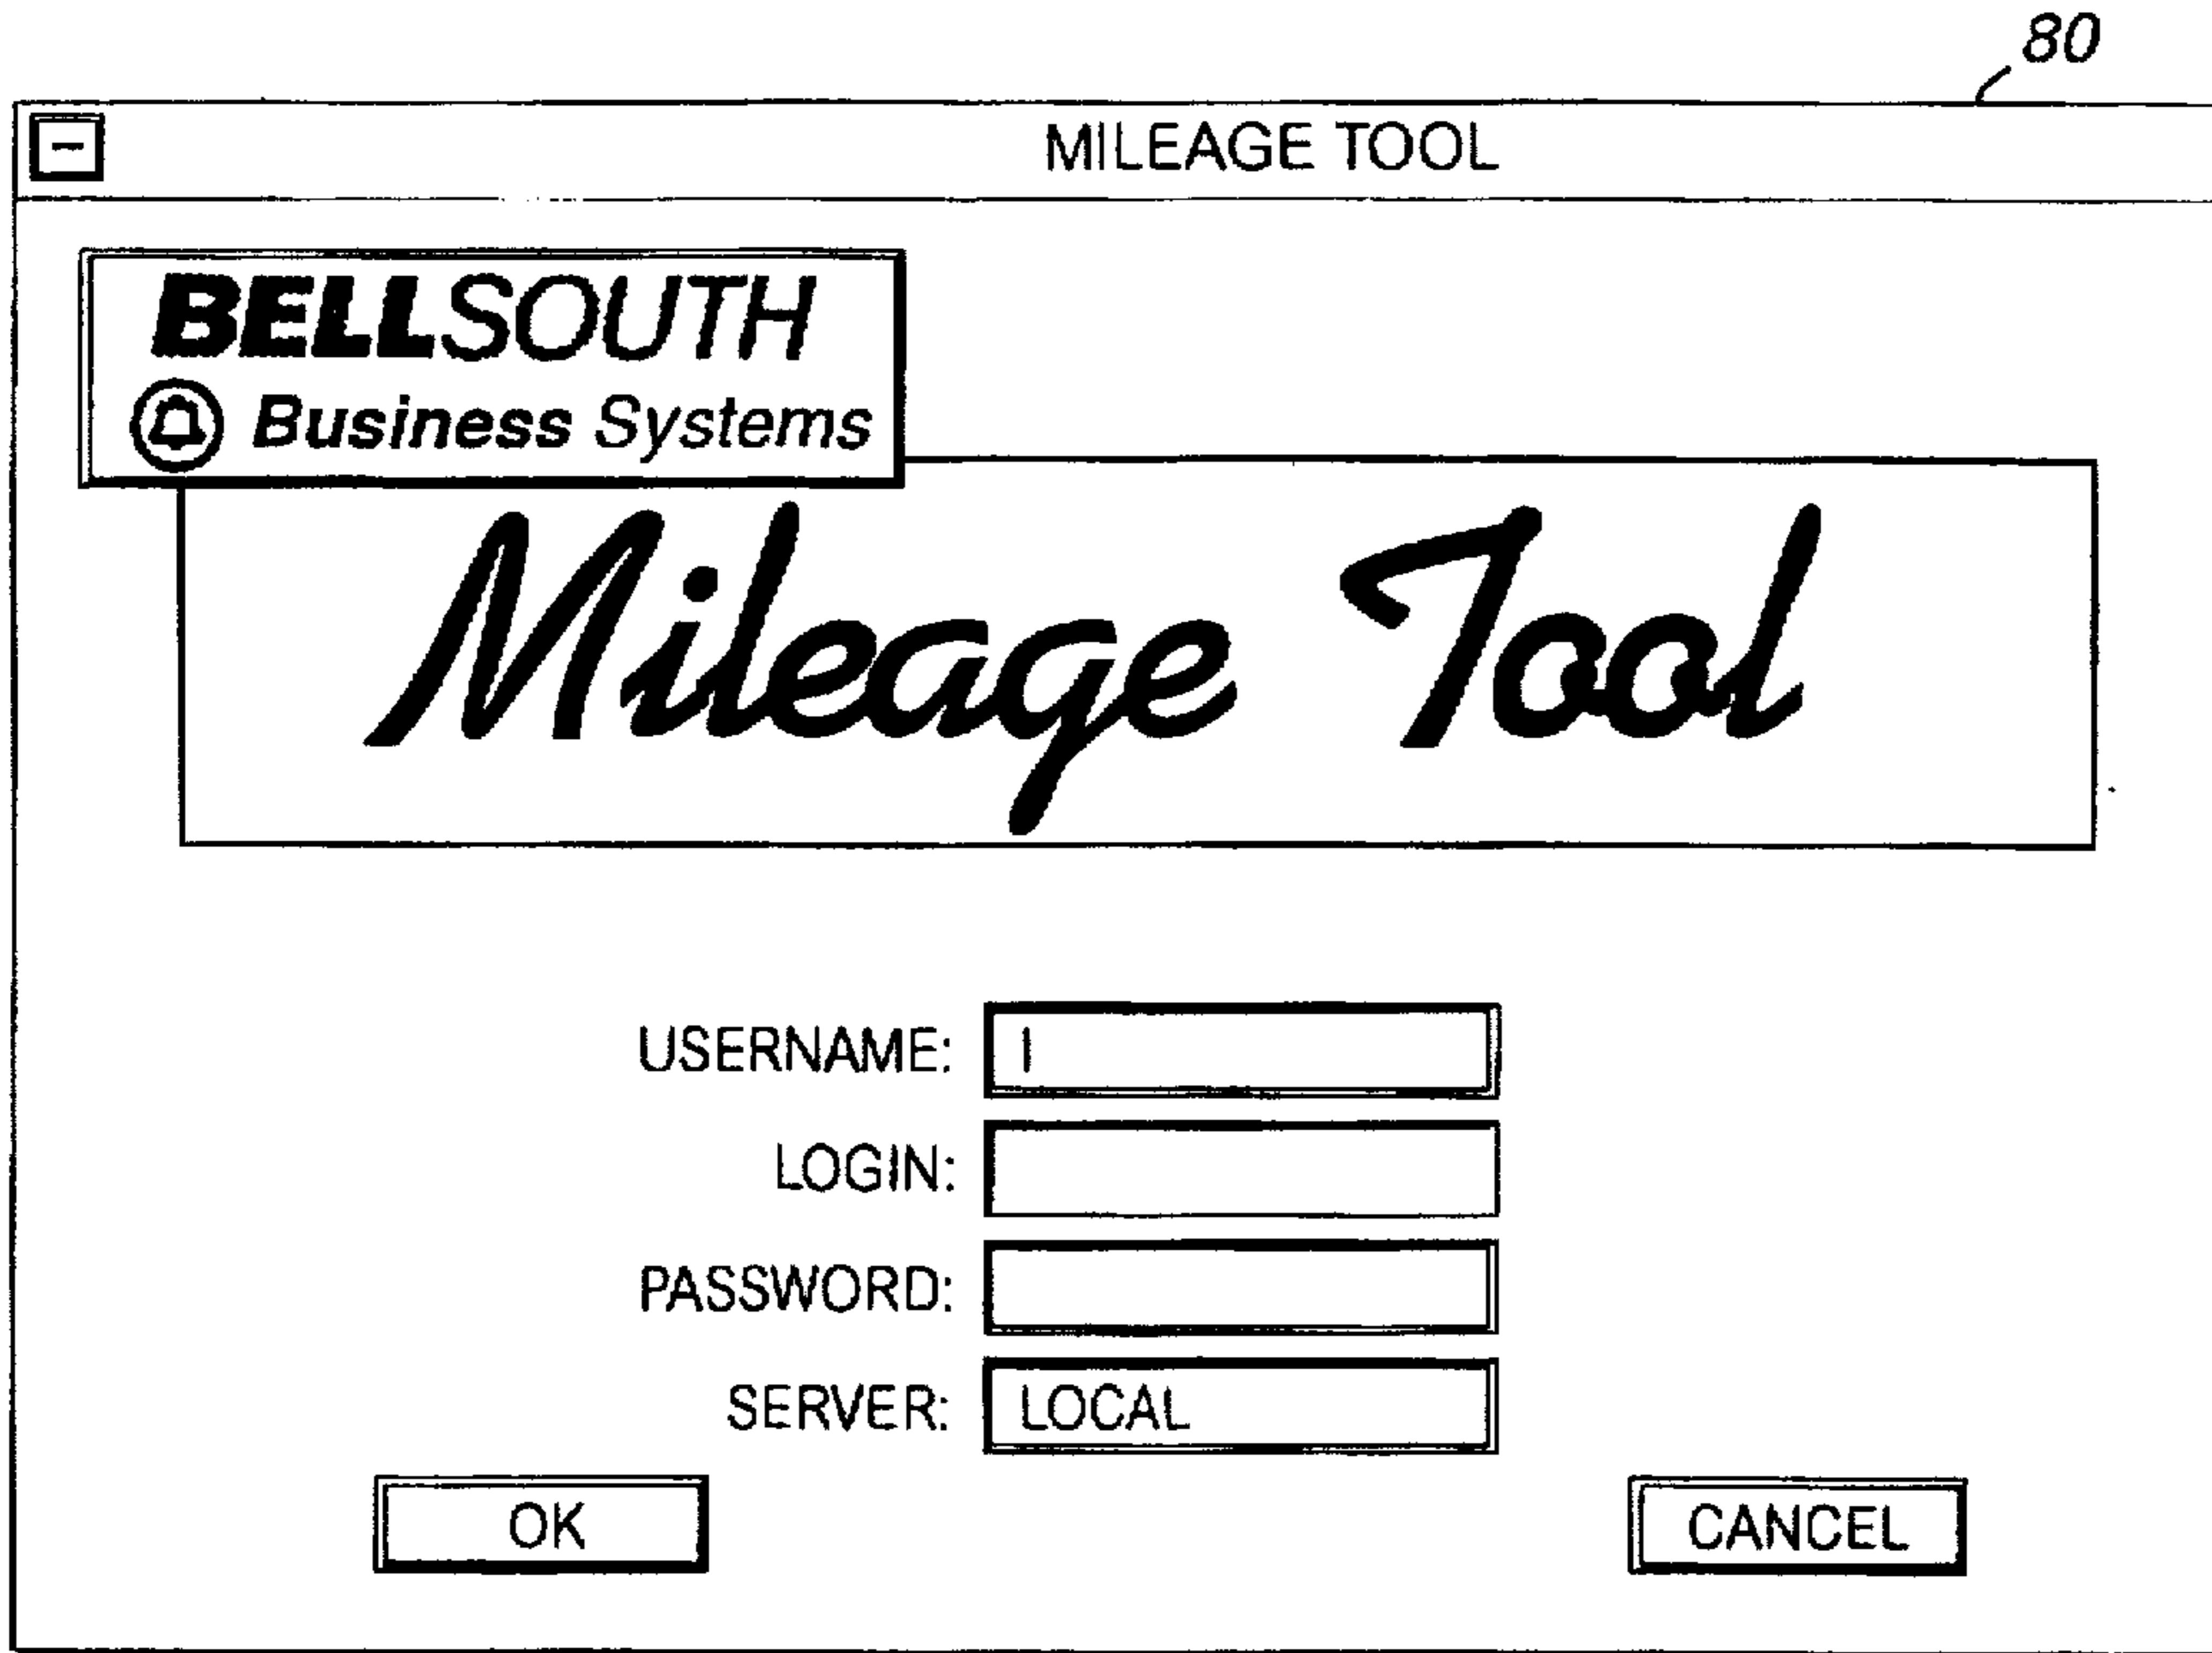 80
MILEAGE TOOL
BELLSOUTH
Business Systems
Mileage Tool
USERNAME: I
LOGIN:
PASSWORD:
SERVER: LOCAL
OK CANCEL